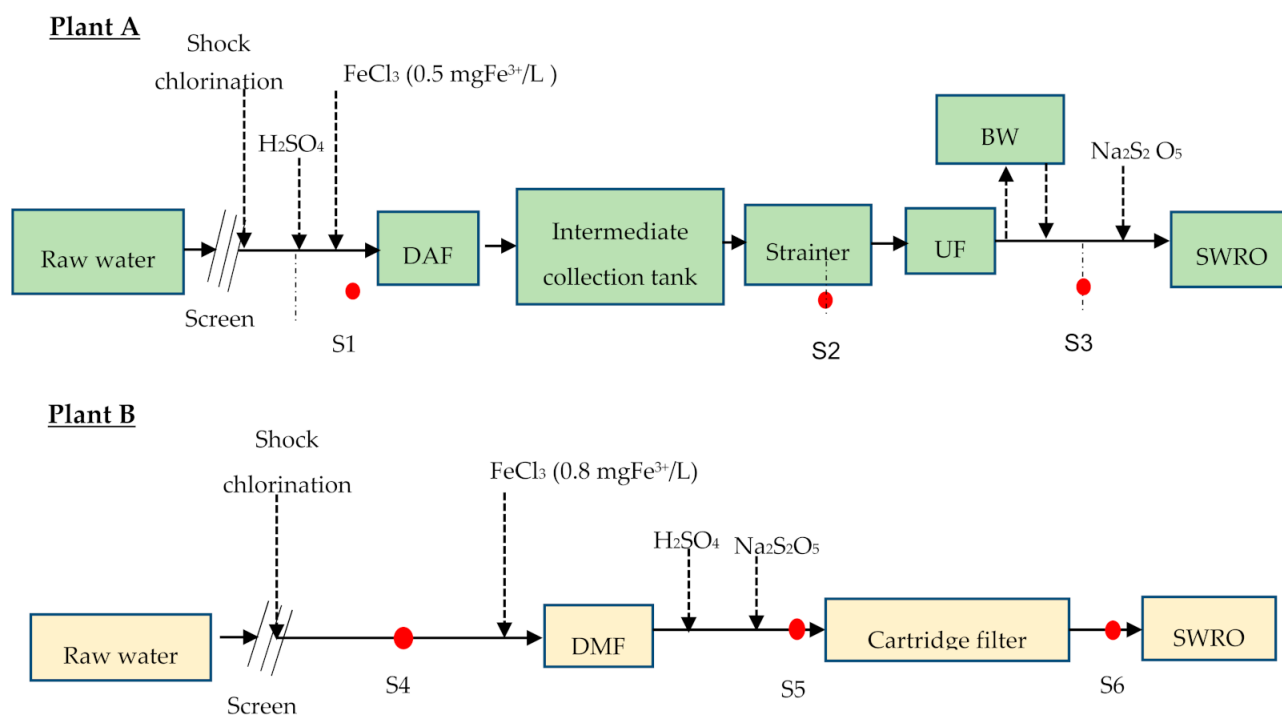 Plant A
Shock
chlorination
FeCl₃ (0.5 mgFe³⁺/L )
H₂SO₄
BW
Na₂S₂ O₅
Raw water
Screen
DAF
Intermediate
collection tank
Strainer
UF
SWRO
S1
S2
S3
Plant B
Shock
chlorination
FeCl₃ (0.8 mgFe³⁺/L)
H₂SO₄
Na₂S₂O₅
Raw water
Screen
DMF
Cartridge filter
SWRO
S4
S5
S6